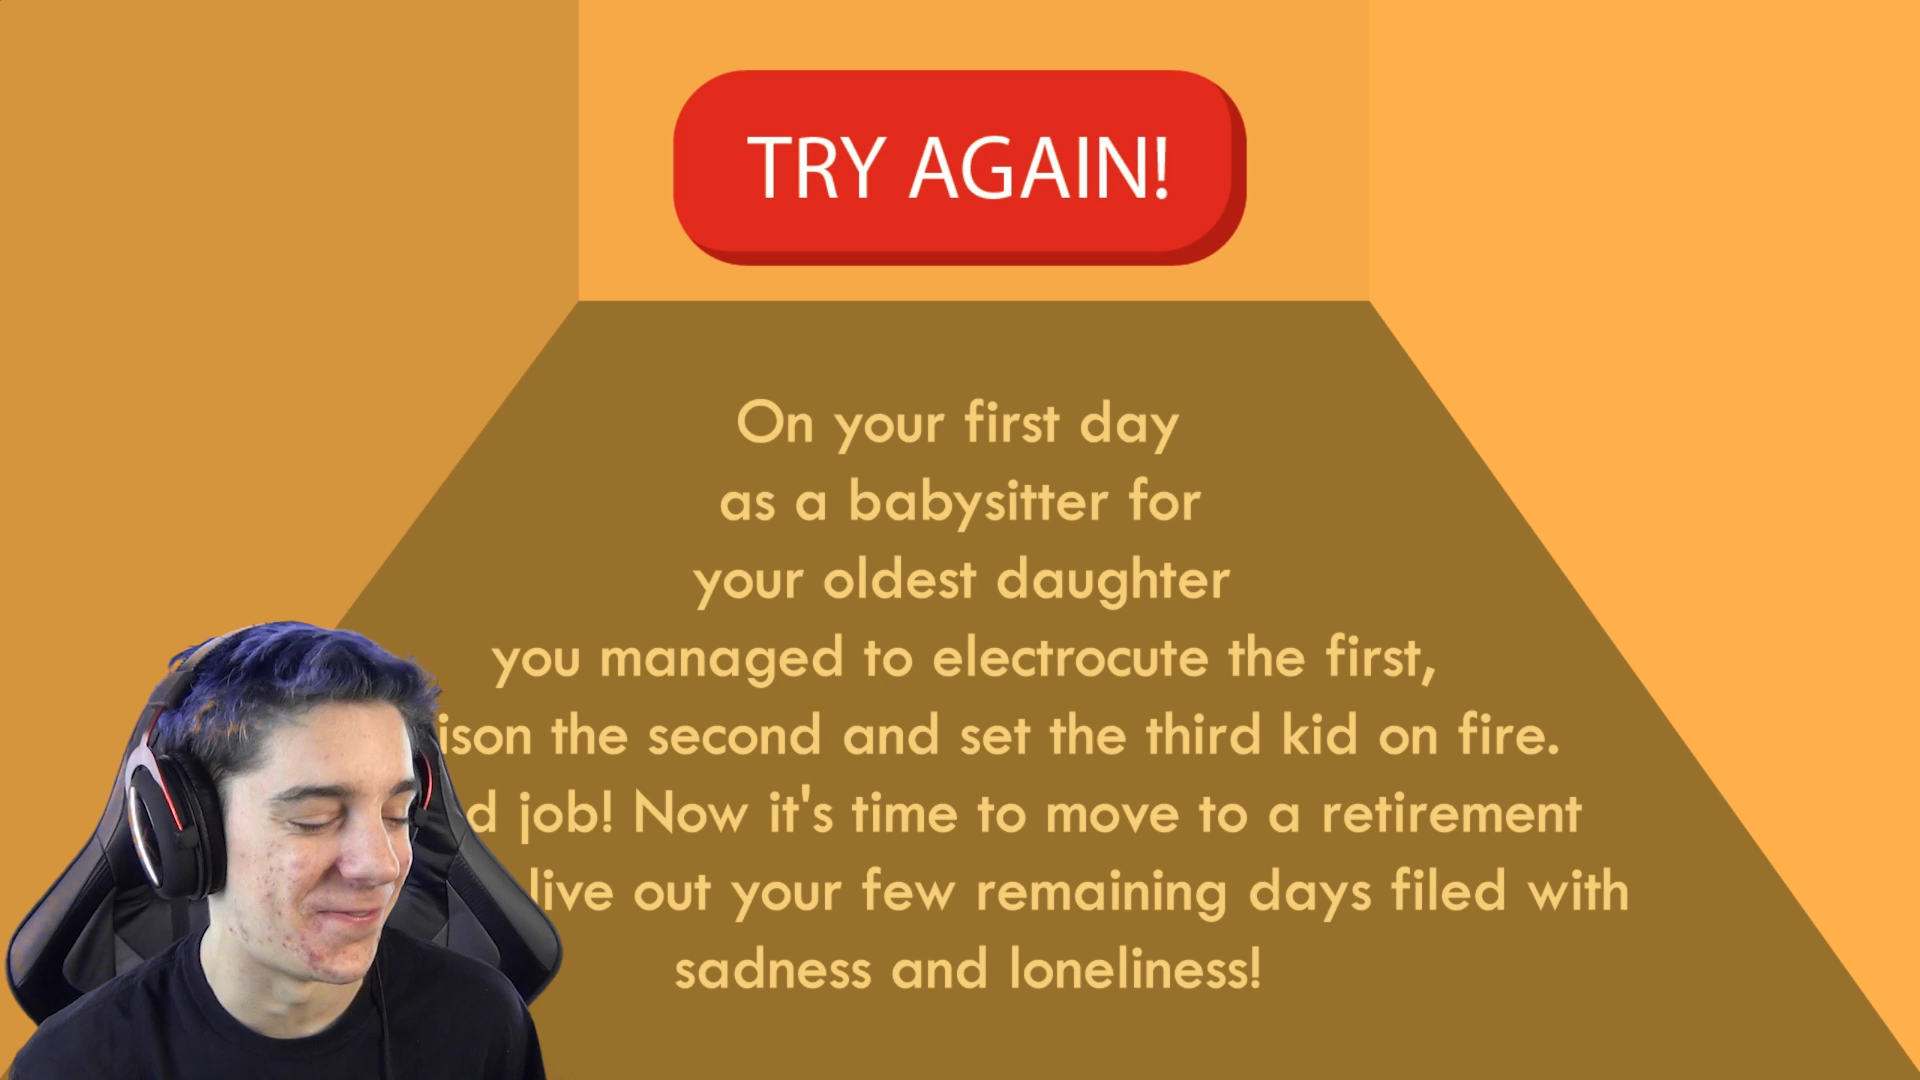 TRY AGAIN!
On your first day
as a babysitter for
your oldest daughter
you managed to electrocute the first,
the second and set the third kid on fire.
job! Now it's time to move to a retirement
live out your few remaining days filed with
sadness and loneliness!